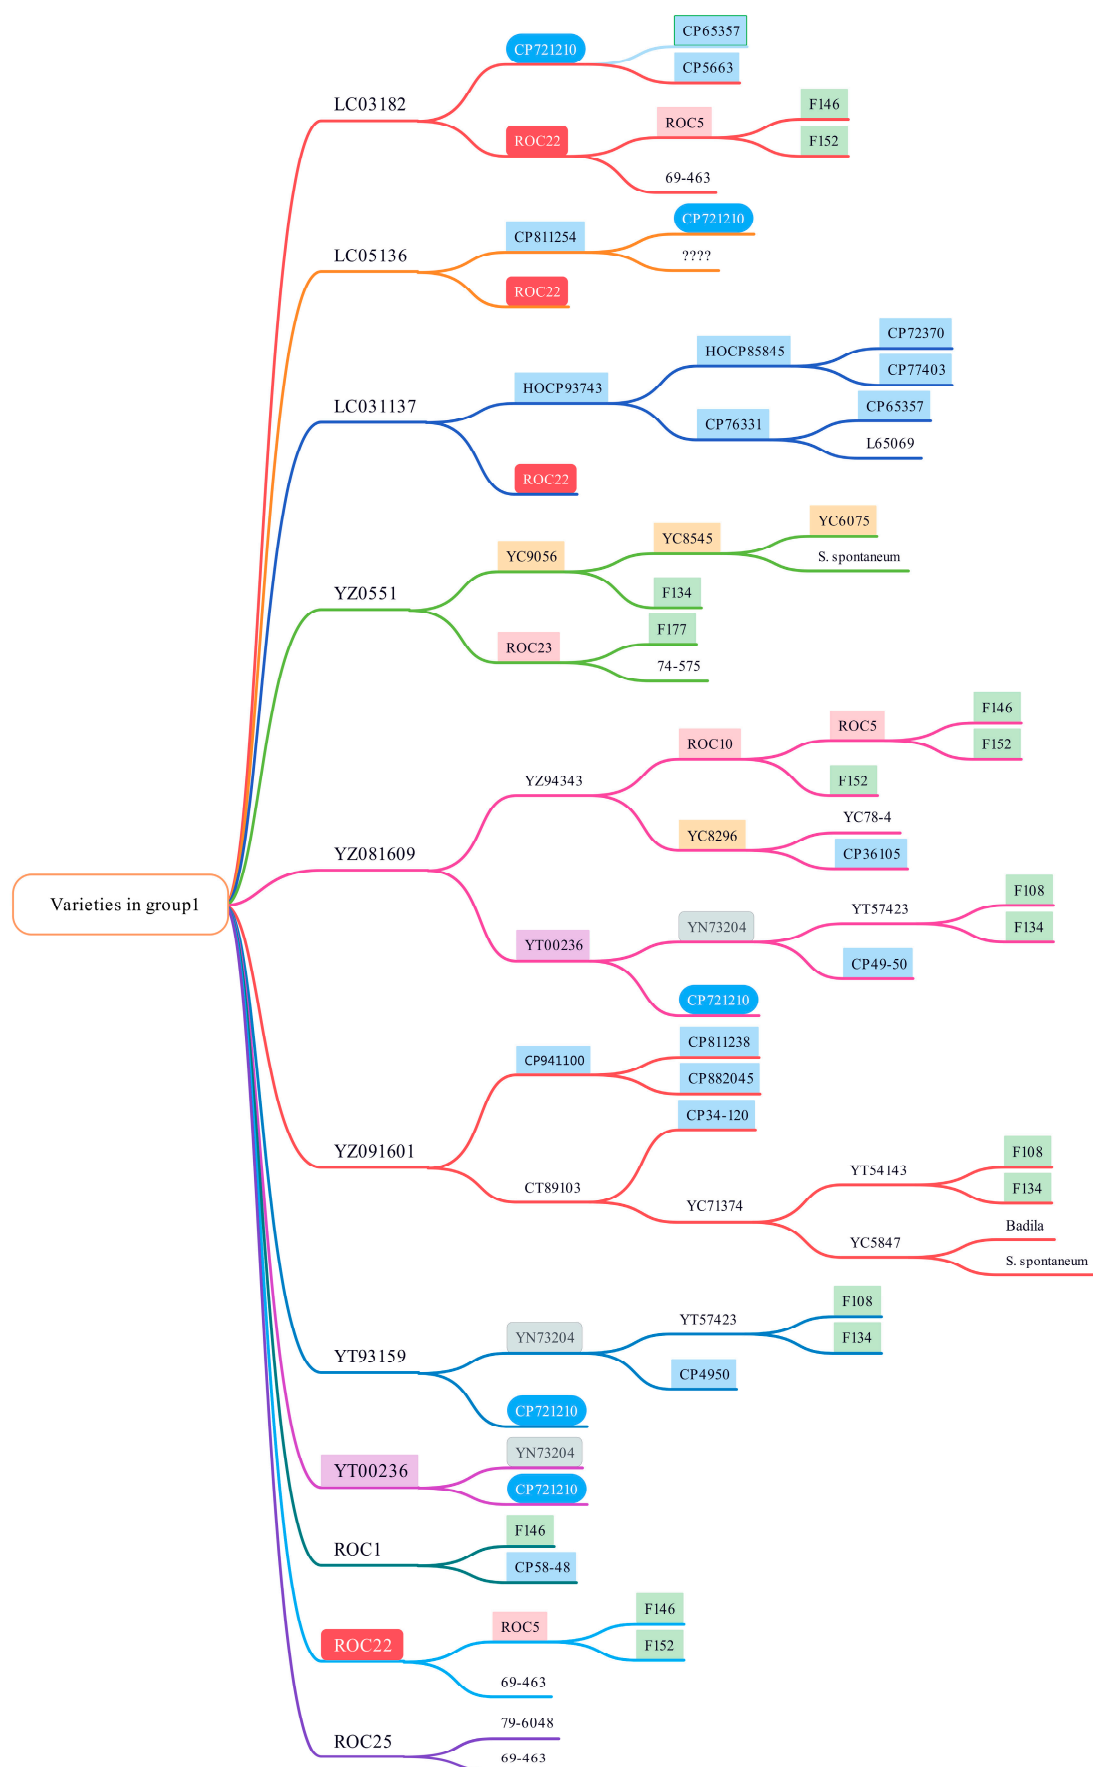 CP65357
CP721210
CP5663
LC03182
F146
ROC5
ROC22
F152
69-463
CP721210
CP811254
????
LC05136
ROC22
CP72370
HOCP85845
CP77403
HOCP93743
CP65357
LC031137
CP76331
L65069
ROC22
YC6075
YC8545
YC9056
S. spontaneum
YZ0551
F134
F177
ROC23
74-575
F146
ROC5
ROC10
F152
YZ94343
F152
YC78-4
YC8296
YZ081609
CP36105
Varieties in group1
F108
YT57423
YN73204
F134
YT00236
CP49-50
CP721210
CP811238
CP941100
CP882045
CP34-120
YZ091601
F108
YT54143
CT89103
F134
YC71374
Badila
YC5847
S. spontaneum
F108
YT57423
YN73204
F134
YT93159
CP4950
CP721210
YN73204
YT00236
CP721210
F146
ROC1
CP58-48
F146
ROC5
ROC22
F152
69-463
79-6048
ROC25
69-463